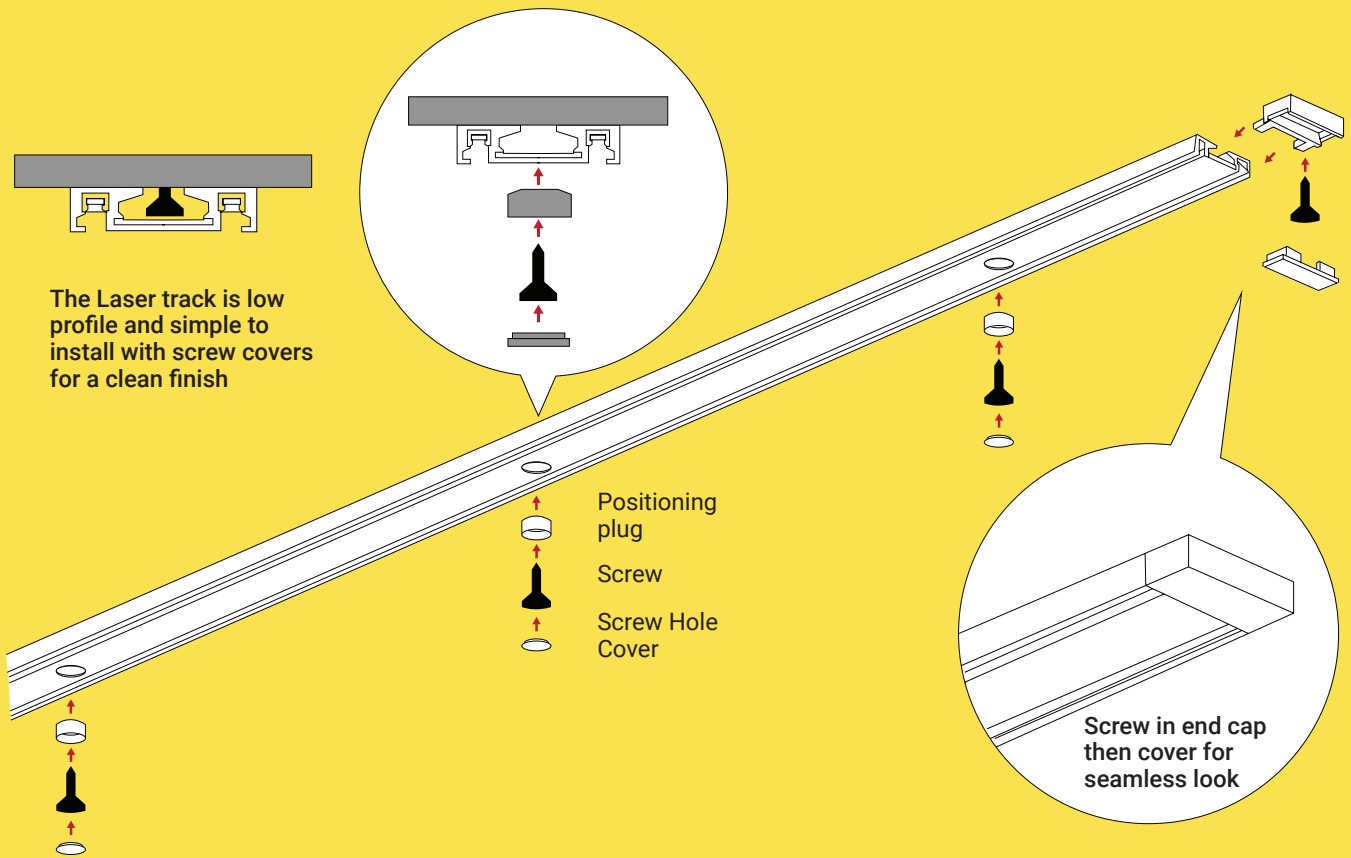 The Laser track is low
profile and simple to
install with screw covers
for a clean finish
Positioning
plug
Screw
Screw Hole
Cover
Screw in end cap
then cover for
seamless look